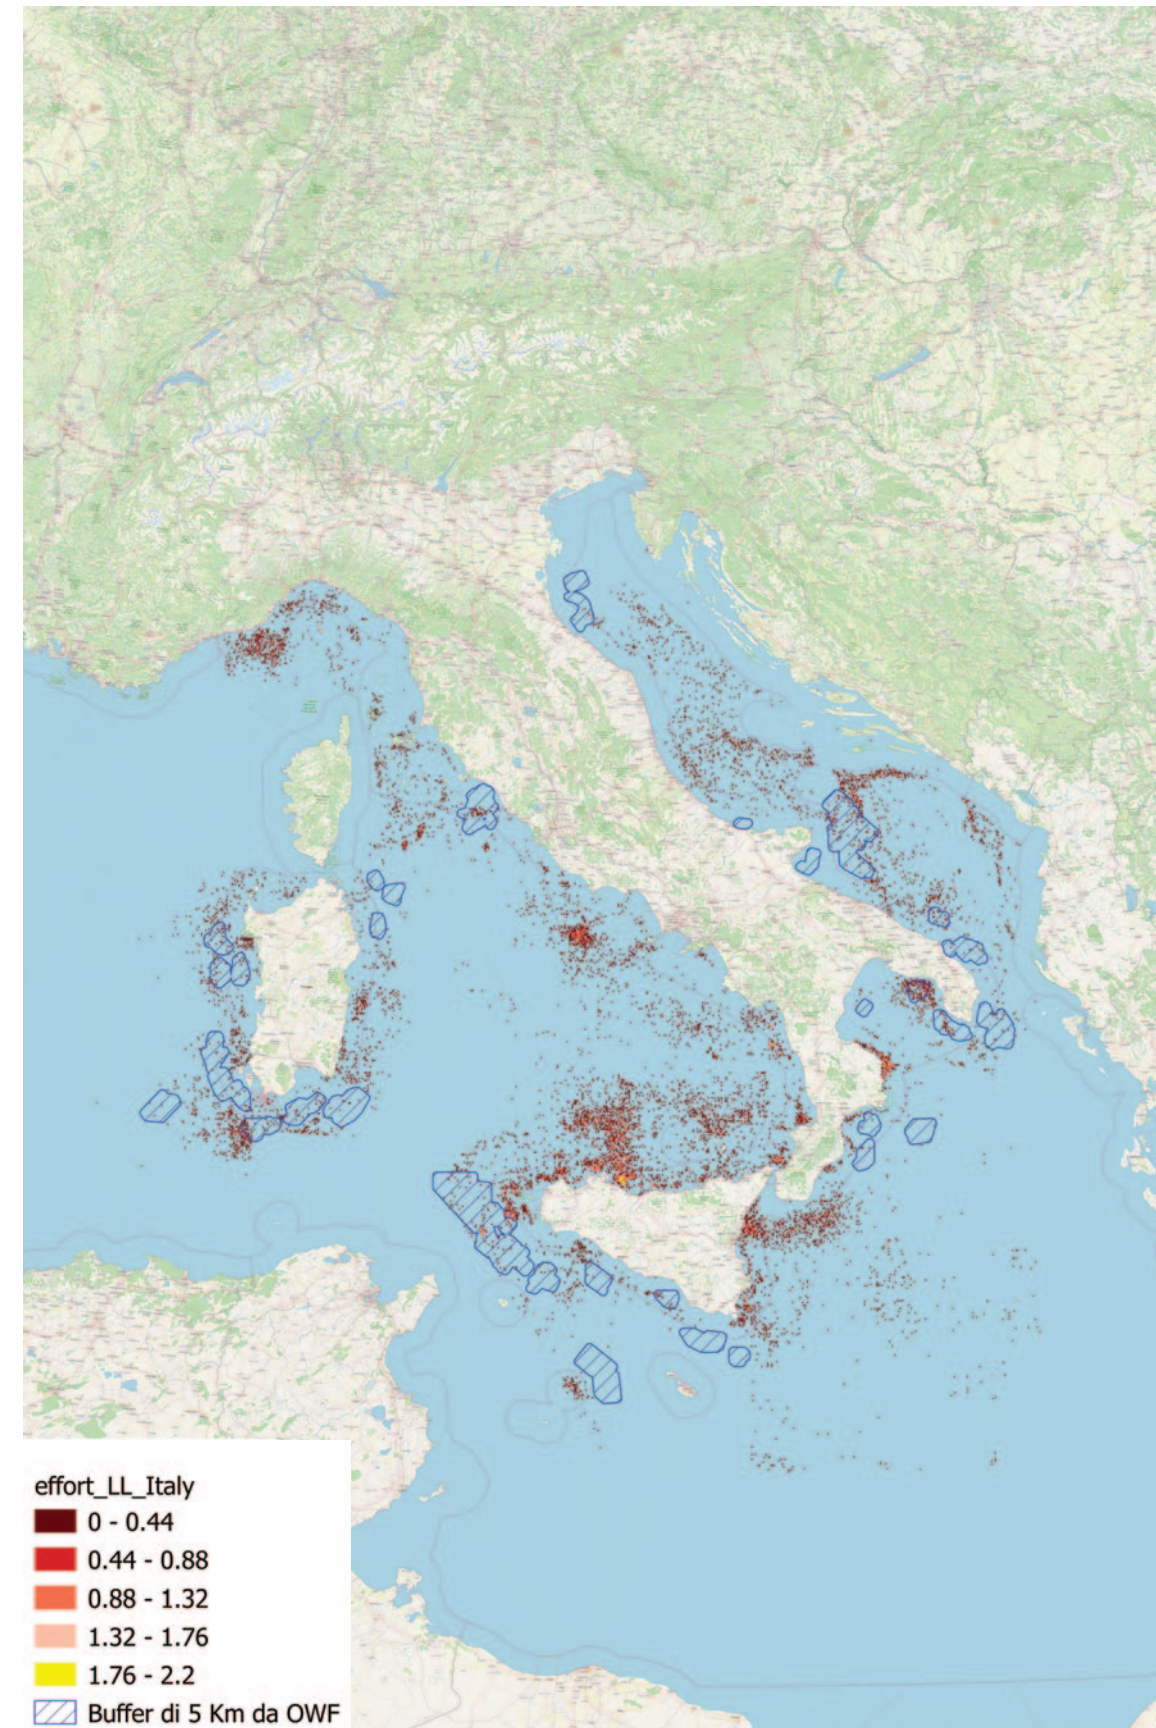 effort_LL_Italy
0 - 0.44
0.44 - 0.88
0.88 - 1.32
1.32 - 1.76
1.76 - 2.2
Buffer di 5 Km da OWF